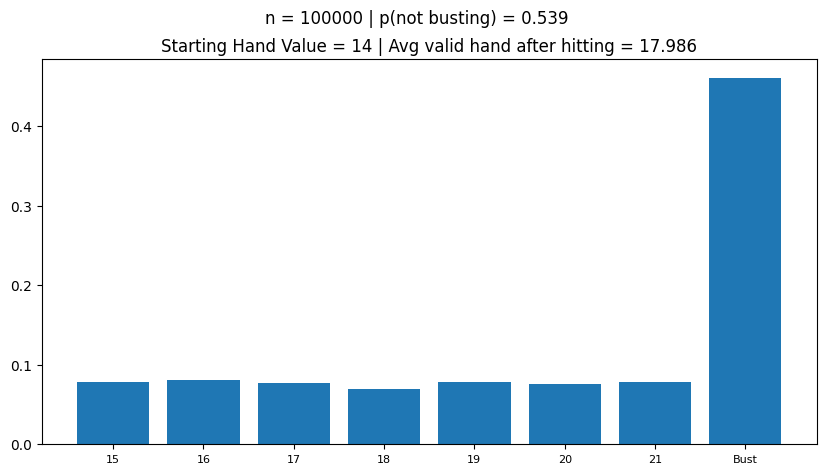 n = 100000 | p(not busting) = 0.539
Starting Hand Value = 14 | Avg valid hand after hitting = 17.986
0.4
0.3
0.2
0.1
0.0
15 16 17 18 19 20 21 Bust